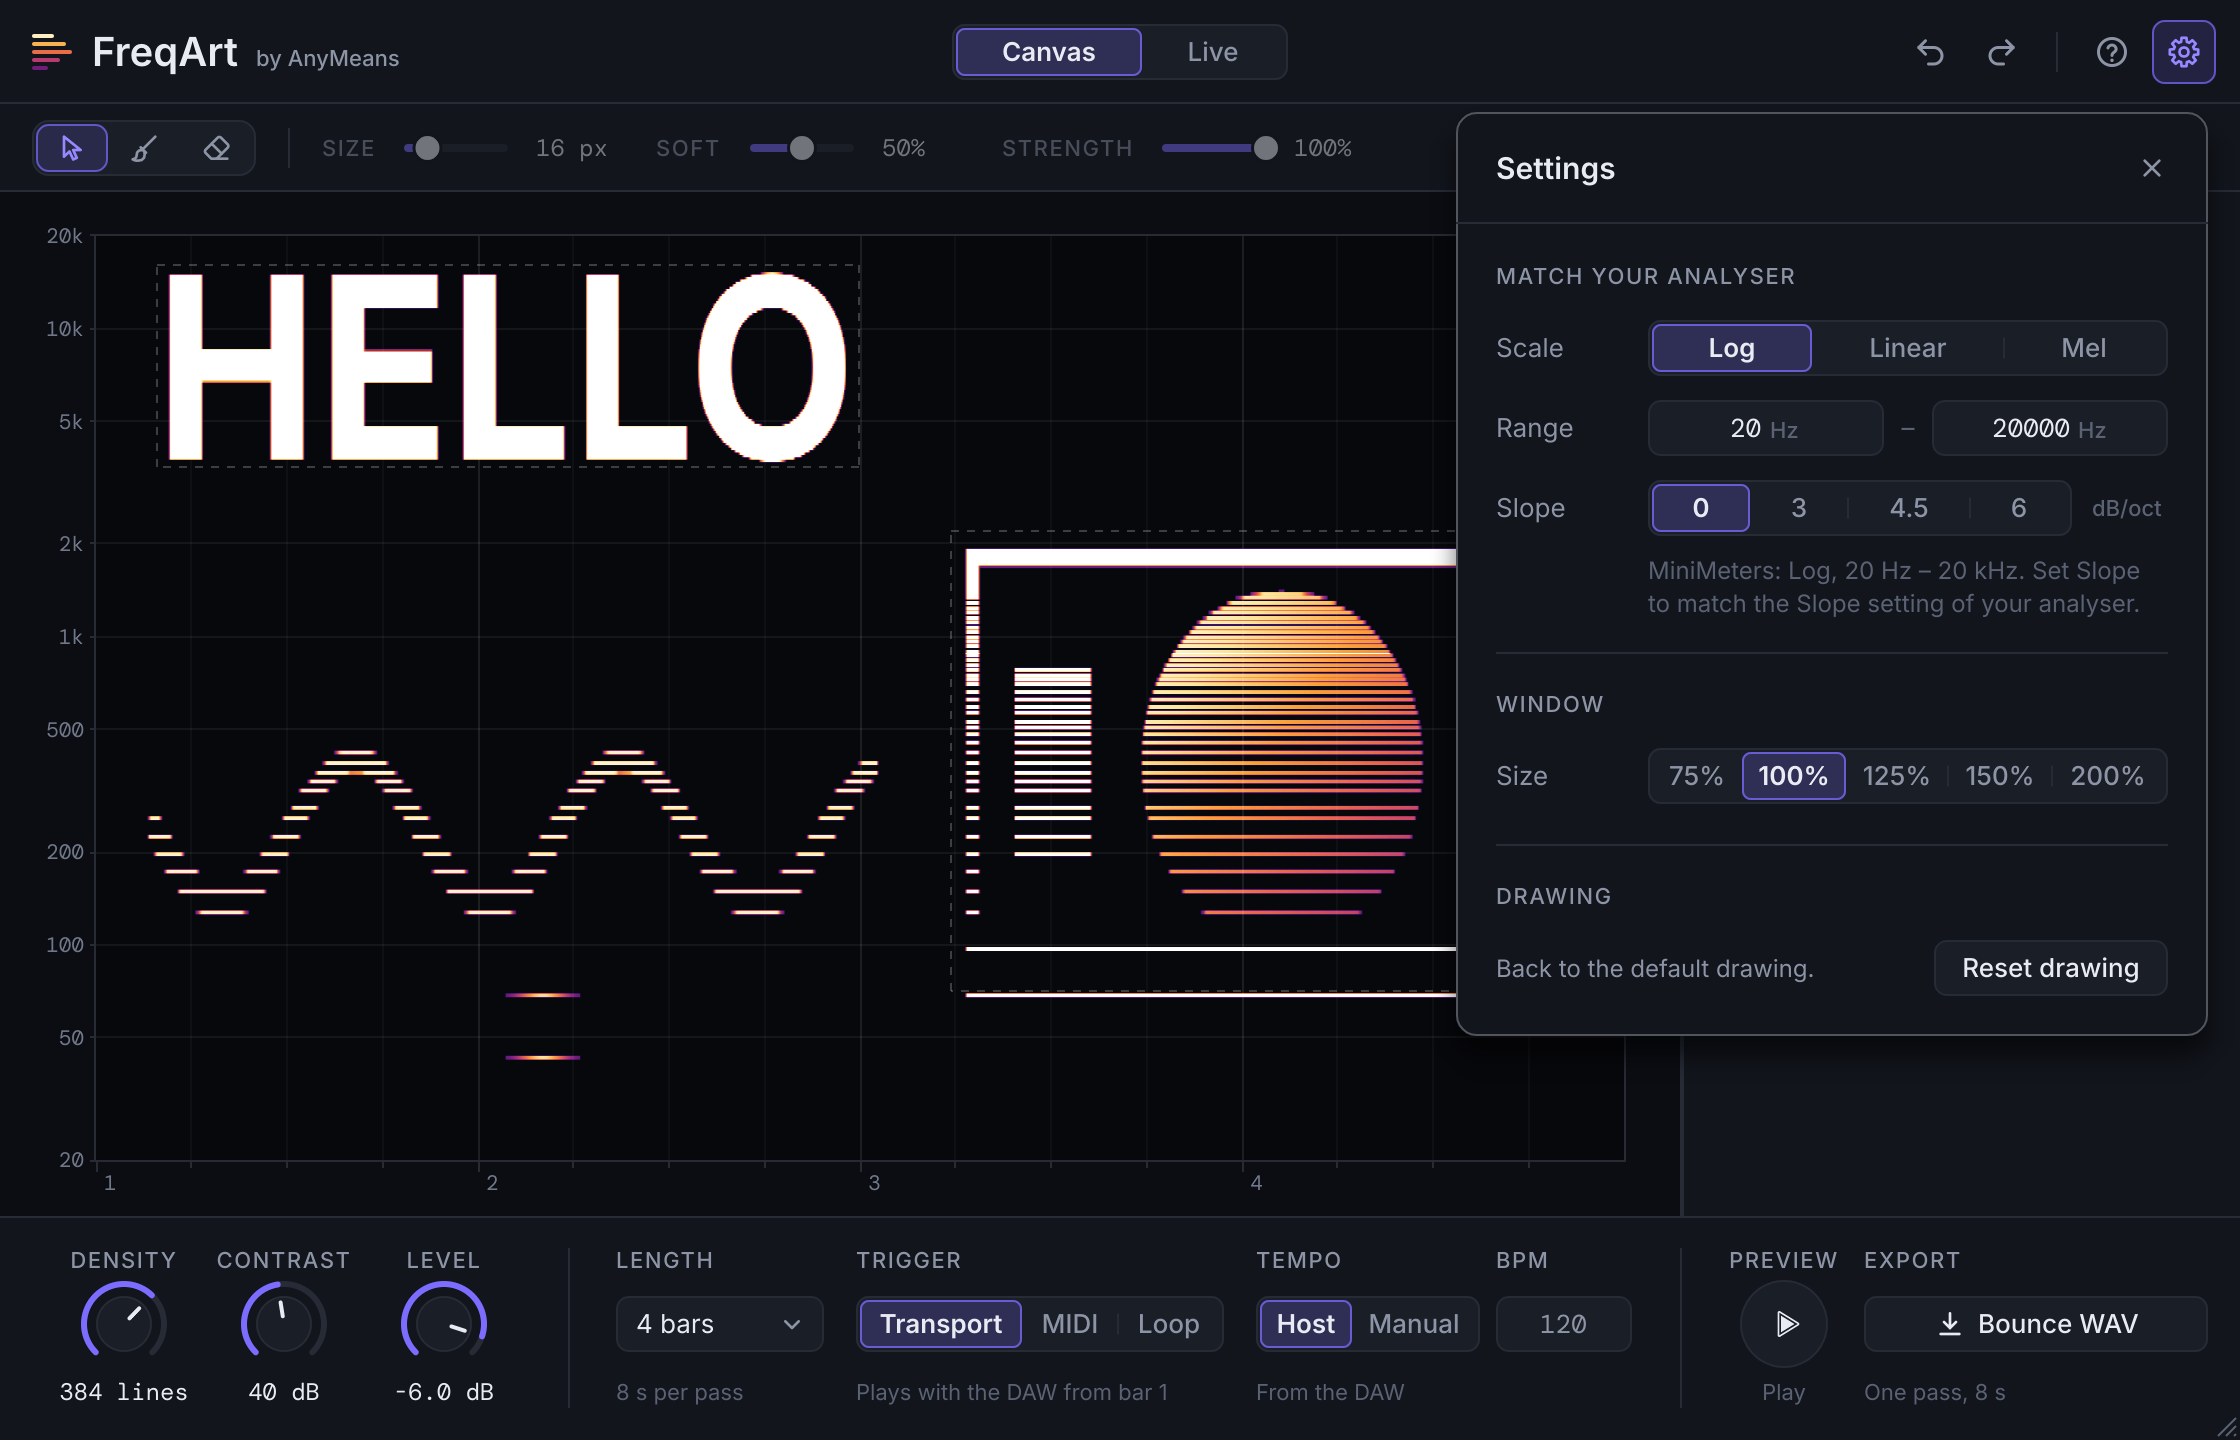 FreqArt by AnyMeans
Canvas Live
SIZE 16 px SOFT 50% STRENGTH 100%
Settings
MATCH YOUR ANALYSER
Scale Log Linear Mel
Range 20 Hz – 20000 Hz
Slope 0 3 4.5 6 dB/oct
MiniMeters: Log, 20 Hz – 20 kHz. Set Slope
to match the Slope setting of your analyser.
WINDOW
Size 75% 100% 125% 150% 200%
DRAWING
Back to the default drawing. Reset drawing
20k
10k
5k
2k
1k
500
200
100
50
20
HELLO
1 2 3 4
DENSITY CONTRAST LEVEL
384 lines 40 dB -6.0 dB
LENGTH
4 bars
8 s per pass
TRIGGER
Transport MIDI Loop
Plays with the DAW from bar 1
TEMPO
Host Manual
From the DAW
BPM
120
PREVIEW
Play
EXPORT
Bounce WAV
One pass, 8 s